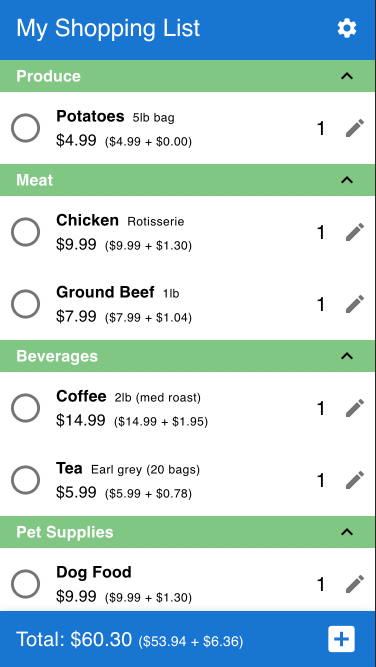 My Shopping List
Produce
Potatoes 5lb bag
1
$4.99 ($4.99 + $0.00)
Meat
Chicken Rotisserie
1
$9.99 ($9.99 + $1.30)
Ground Beef 1lb
1
$7.99 ($7.99 + $1.04)
Beverages
Coffee 2lb (med roast)
1
$14.99 ($14.99 + $1.95)
Tea Earl grey (20 bags)
1
$5.99 ($5.99 + $0.78)
Pet Supplies
Dog Food
1
$9.99 ($9.99 + $1.30)
Total: $60.30 ($53.94 + $6.36)